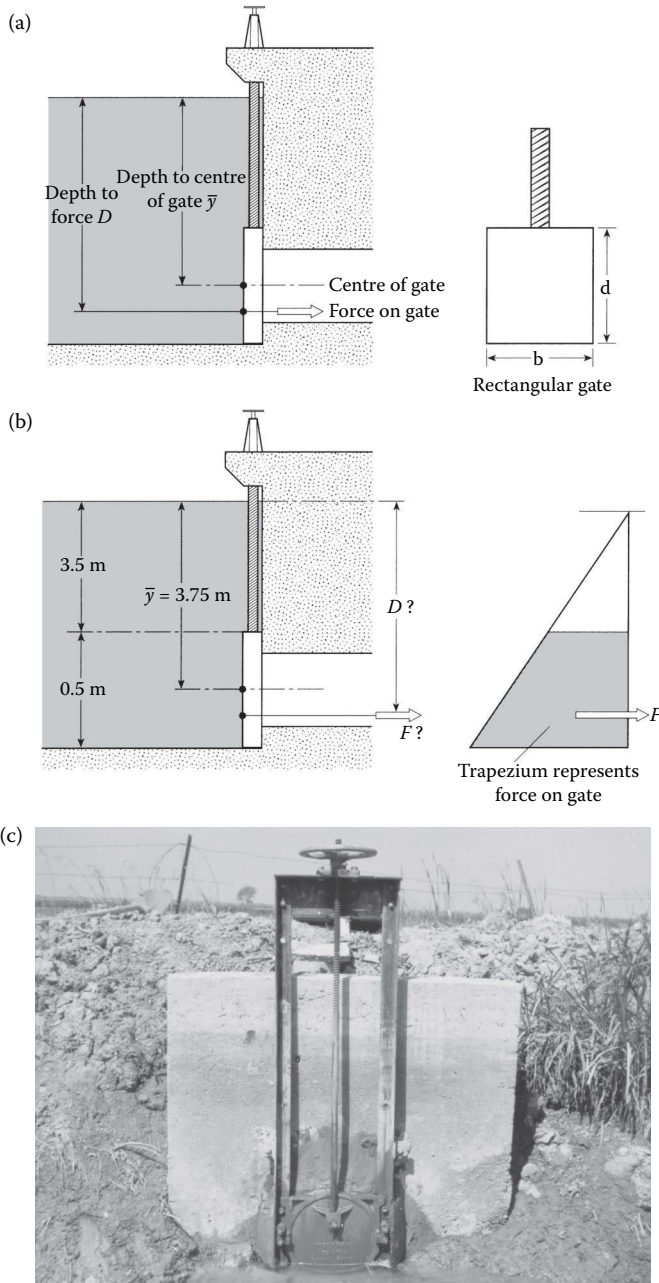 (a)
Depth to
force D
Depth to centre
of gate ȳ
Centre of gate
Force on gate
d
b
Rectangular gate
(b)
3.5 m
ȳ = 3.75 m
D ?
0.5 m
F ?
F
Trapezium represents
force on gate
(c)